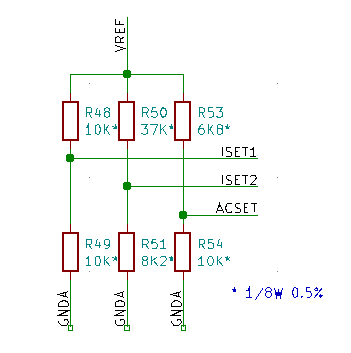 VREF
R48 R50 R53
10K* 37K* 6K8*
ISET1
ISET2
ACSET
R49 R51 R54
10K* 8K2* 10K*
* 1/8W 0.5%
GNDA GNDA GNDA